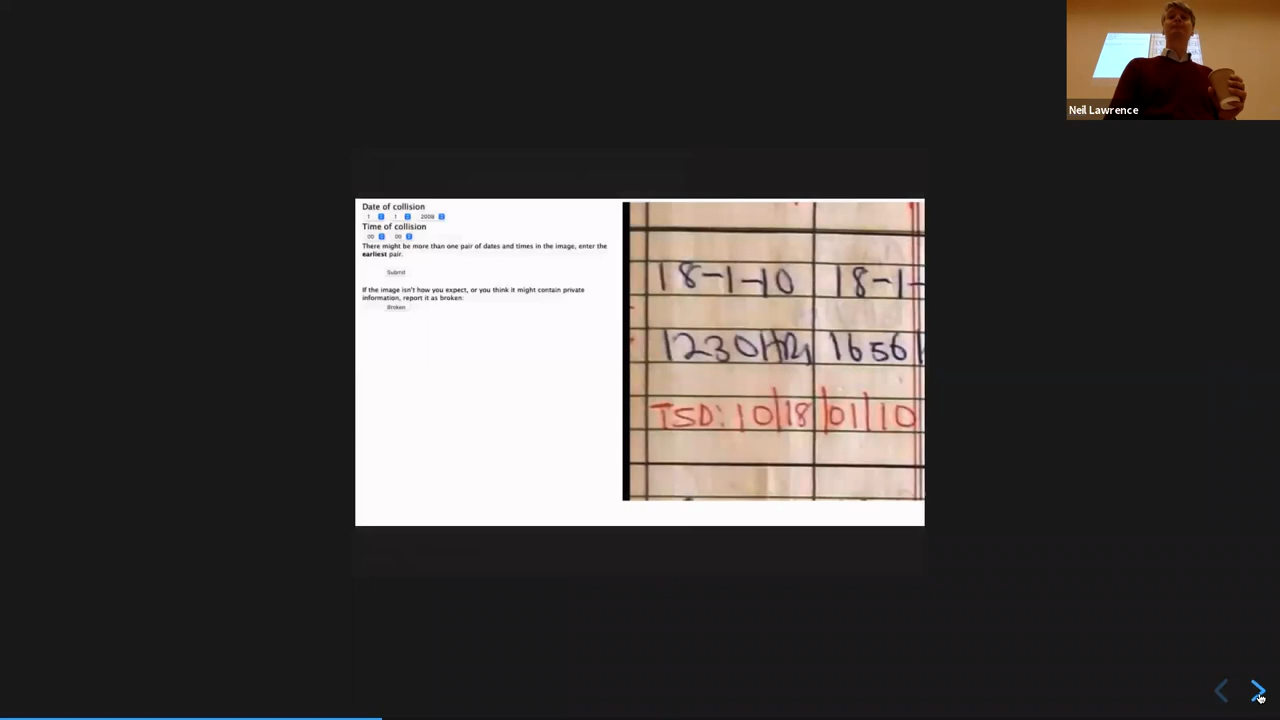 Neil Lawrence
Date of collision
1 1 2008
Time of collision
00 00
There might be more than one pair of dates and times in the image, enter the
earliest pair.
Submit
If the image isn't how you expect, or you think it might contain private
information, report it as broken:
Broken
18-1-10 18-1-
1230HRS 1656
TSD: 10/18/01/10